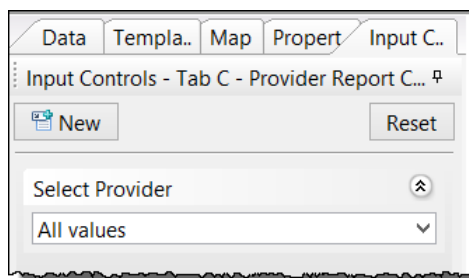 Data Templa.. Map Propert Input C..
Input Controls - Tab C - Provider Report C...
New Reset
Select Provider
All values